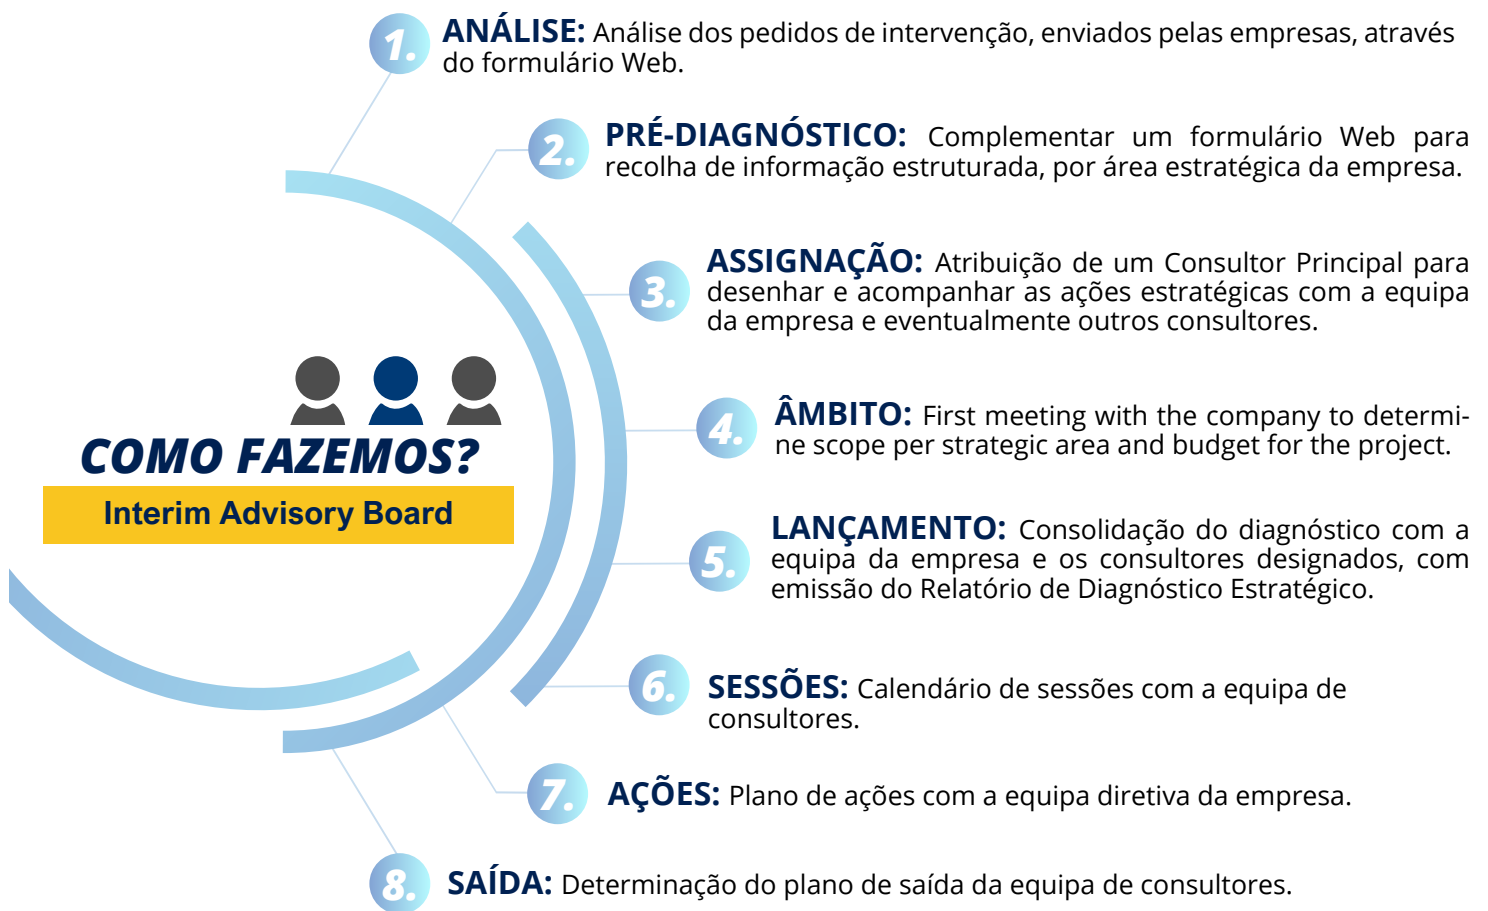 1. ANÁLISE: Análise dos pedidos de intervenção, enviados pelas empresas, através
do formulário Web.
2. PRÉ-DIAGNÓSTICO: Complementar um formulário Web para
recolha de informação estruturada, por área estratégica da empresa.
3. ASSIGNAÇÃO: Atribuição de um Consultor Principal para
desenhar e acompanhar as ações estratégicas com a equipa
da empresa e eventualmente outros consultores.
COMO FAZEMOS?
Interim Advisory Board
4. ÂMBITO: First meeting with the company to determi-
ne scope per strategic area and budget for the project.
5. LANÇAMENTO: Consolidação do diagnóstico com a
equipa da empresa e os consultores designados, com
emissão do Relatório de Diagnóstico Estratégico.
6. SESSÕES: Calendário de sessões com a equipa de
consultores.
7. AÇÕES: Plano de ações com a equipa diretiva da empresa.
8. SAÍDA: Determinação do plano de saída da equipa de consultores.